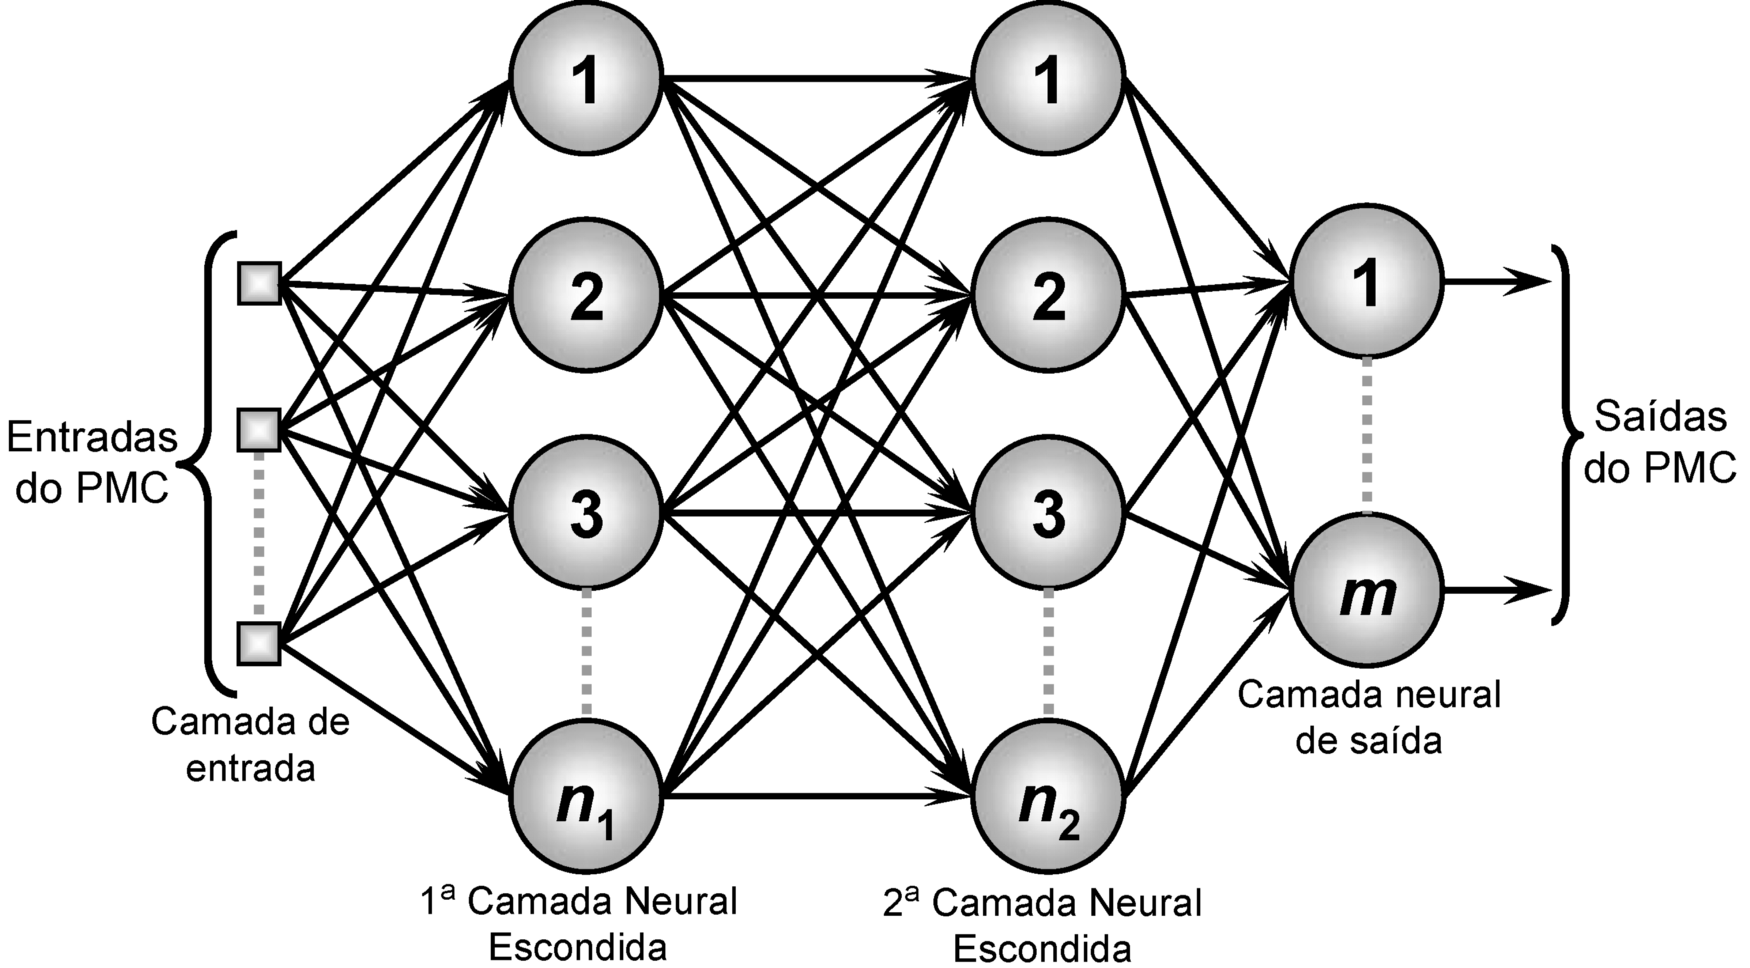 1
2
3
n1
1
2
3
n2
1
m
Entradas
do PMC
Camada de
entrada
1ª Camada Neural
Escondida
2ª Camada Neural
Escondida
Camada neural
de saída
Saídas
do PMC